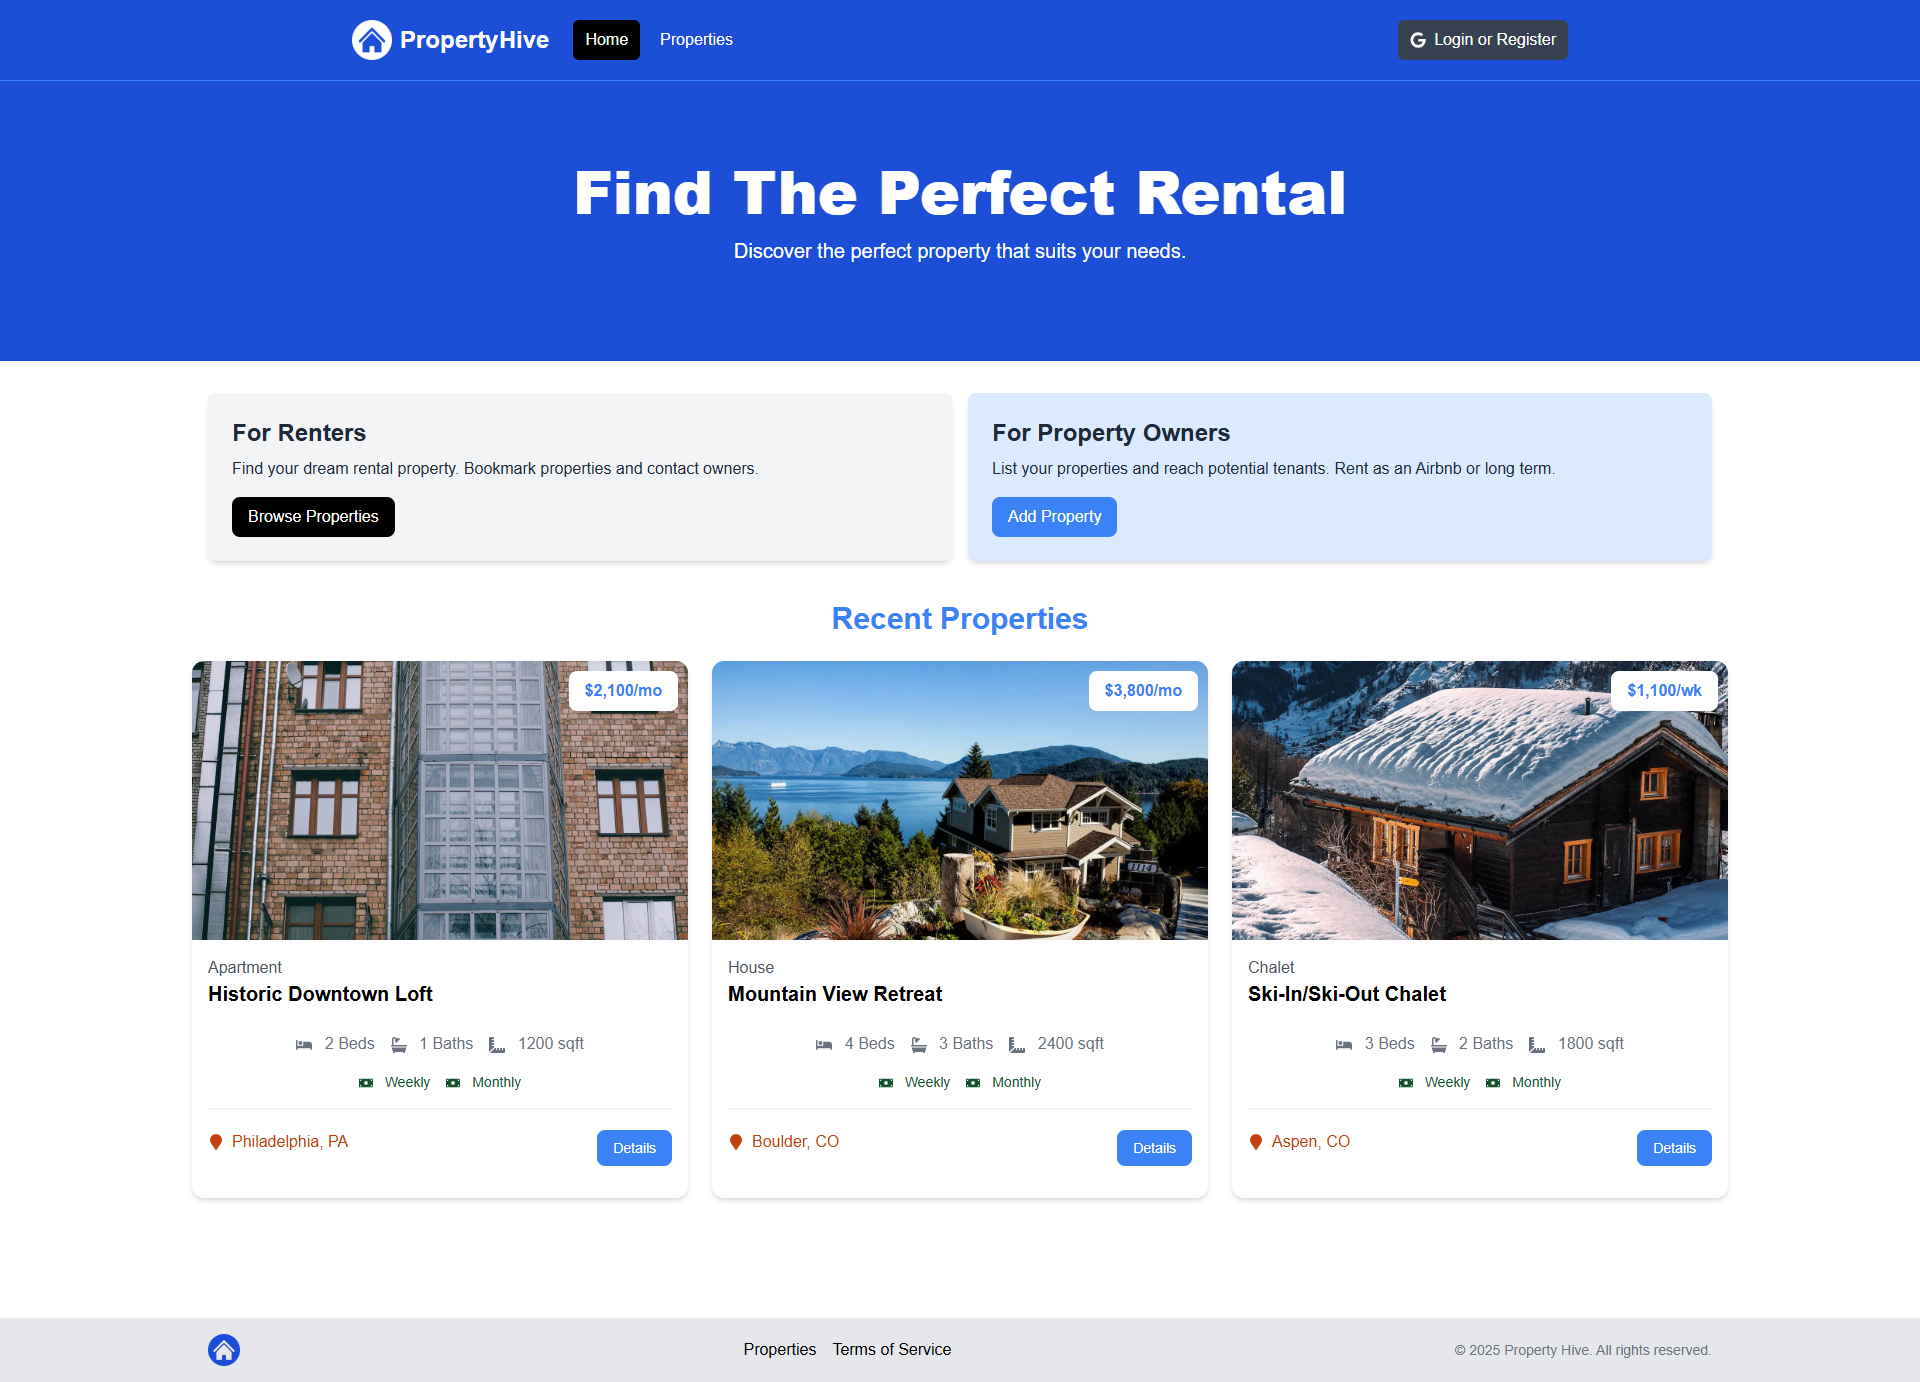 PropertyHive
Home
Properties
Login or Register
Find The Perfect Rental
Discover the perfect property that suits your needs.
For Renters
Find your dream rental property. Bookmark properties and contact owners.
Browse Properties
For Property Owners
List your properties and reach potential tenants. Rent as an Airbnb or long term.
Add Property
Recent Properties
$2,100/mo
Apartment
Historic Downtown Loft
2 Beds 1 Baths 1200 sqft
Weekly Monthly
Philadelphia, PA
Details
$3,800/mo
House
Mountain View Retreat
4 Beds 3 Baths 2400 sqft
Weekly Monthly
Boulder, CO
Details
$1,100/wk
Chalet
Ski-In/Ski-Out Chalet
3 Beds 2 Baths 1800 sqft
Weekly Monthly
Aspen, CO
Details
Properties
Terms of Service
© 2025 Property Hive. All rights reserved.